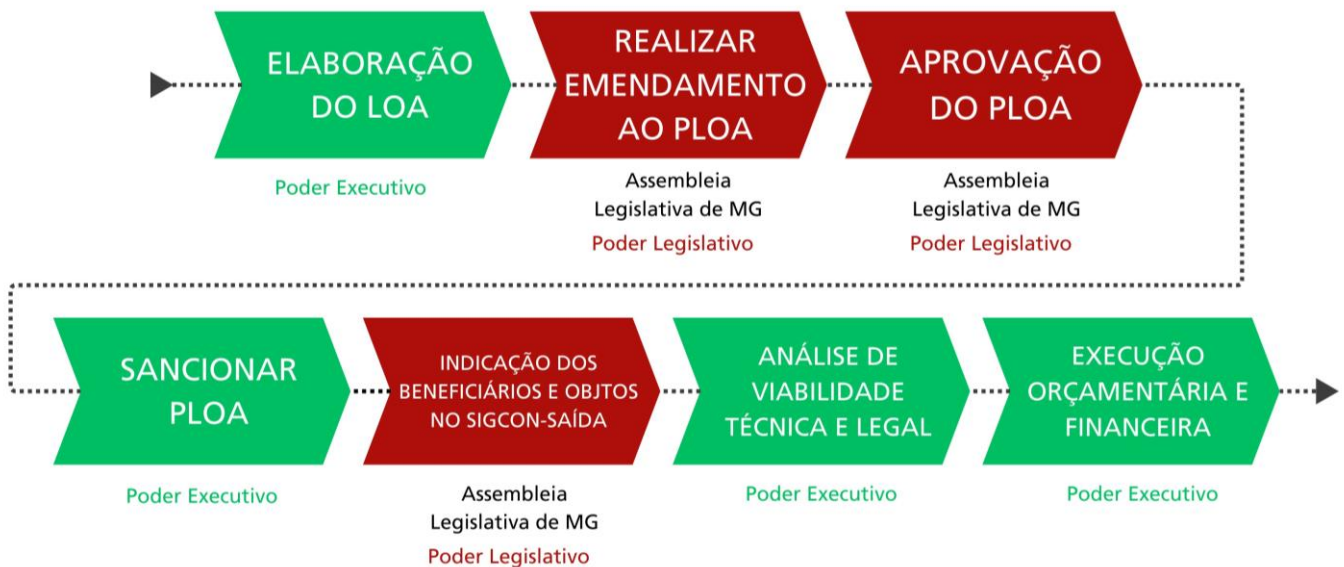 ELABORAÇÃO
DO LOA
Poder Executivo
REALIZAR
EMENDAMENTO
AO PLOA
Assembleia
Legislativa de MG
Poder Legislativo
APROVAÇÃO
DO PLOA
Assembleia
Legislativa de MG
Poder Legislativo
SANCIONAR
PLOA
Poder Executivo
INDICAÇÃO DOS
BENEFICIÁRIOS E OBJTOS
NO SIGCON-SAÍDA
Assembleia
Legislativa de MG
Poder Legislativo
ANÁLISE DE
VIABILIDADE
TÉCNICA E LEGAL
Poder Executivo
EXECUÇÃO
ORÇAMENTÁRIA E
FINANCEIRA
Poder Executivo